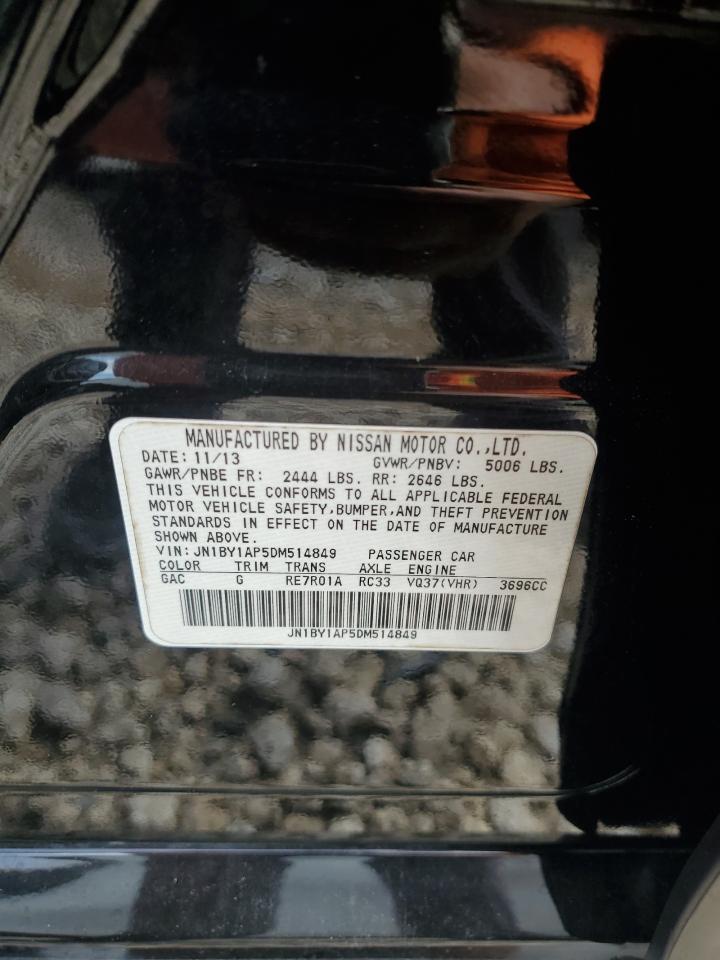 MANUFACTURED BY NISSAN MOTOR CO.,LTD.
DATE: 11/13 GVWR/PNBV: 5006 LBS.
GAWR/PNBE FR: 2444 LBS. RR: 2646 LBS.
THIS VEHICLE CONFORMS TO ALL APPLICABLE FEDERAL
MOTOR VEHICLE SAFETY,BUMPER,AND THEFT PREVENTION
STANDARDS IN EFFECT ON THE DATE OF MANUFACTURE
SHOWN ABOVE.
VIN: JN1BY1AP5DM514849 PASSENGER CAR
COLOR TRIM TRANS AXLE ENGINE
GAC G RE7R01A RC33 VQ37(VHR) 3696CC
JN1BY1AP5DM514849